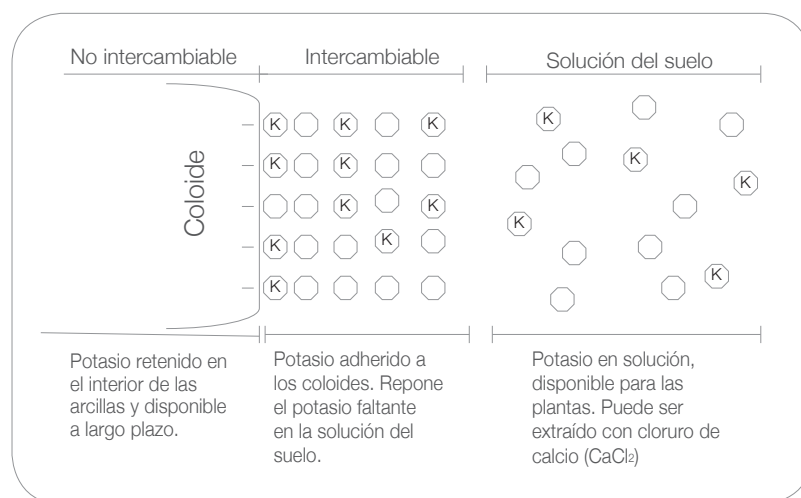 No intercambiable
Intercambiable
Solución del suelo
Coloide
K K K
K K
K K
K K
K
K
K
K
K
K
Potasio retenido en
el interior de las
arcillas y disponible
a largo plazo.
Potasio adherido a
los coloides. Repone
el potasio faltante
en la solución del
suelo.
Potasio en solución,
disponible para las
plantas. Puede ser
extraído con cloruro de
calcio (CaCl₂)